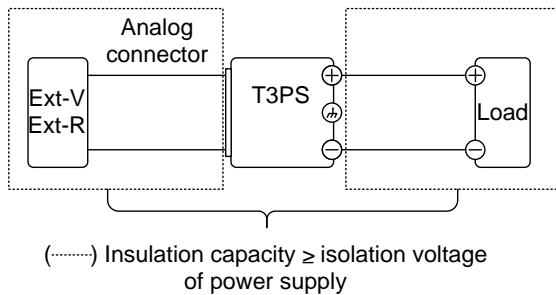 Analog
connector
Ext-V
Ext-R
T3PS
+
+
Load
−
−
(········) Insulation capacity ≥ isolation voltage
of power supply